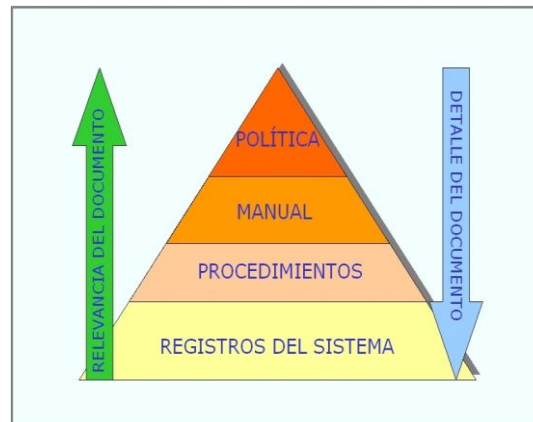 POLÍTICA
MANUAL
PROCEDIMIENTOS
REGISTROS DEL SISTEMA
RELEVANCIA DEL DOCUMENTO
DETALLE DEL DOCUMENTO